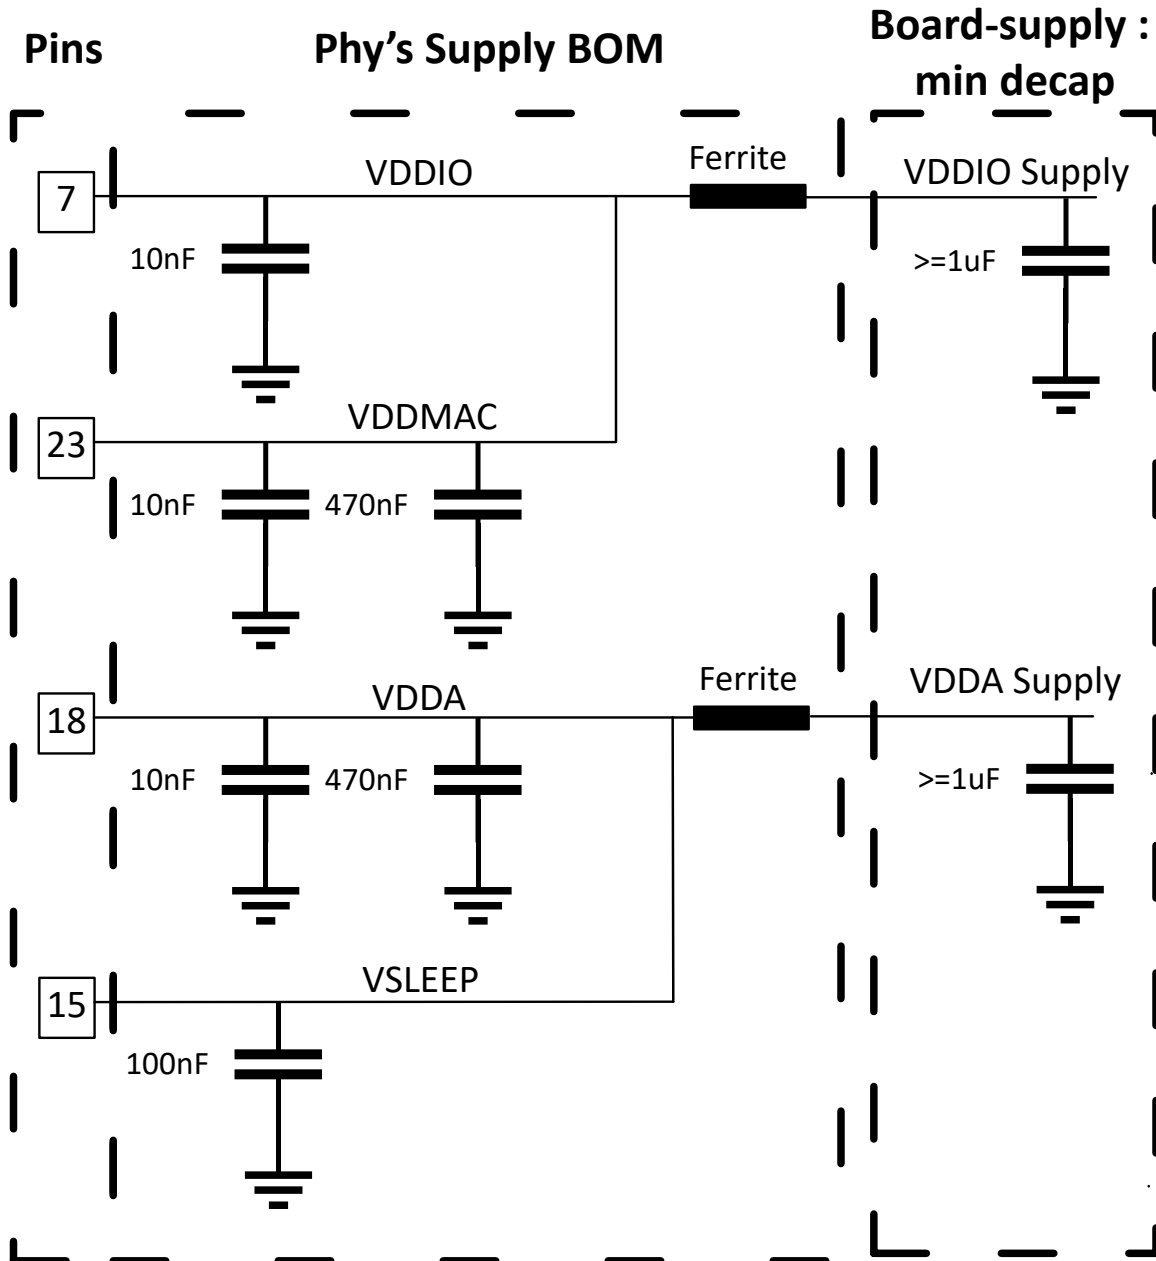 Pins
Phy's Supply BOM
Board-supply :
min decap
VDDIO
Ferrite
VDDIO Supply
7
10nF
>=1uF
VDDMAC
23
10nF
470nF
VDDA
Ferrite
VDDA Supply
18
10nF
470nF
>=1uF
VSLEEP
15
100nF